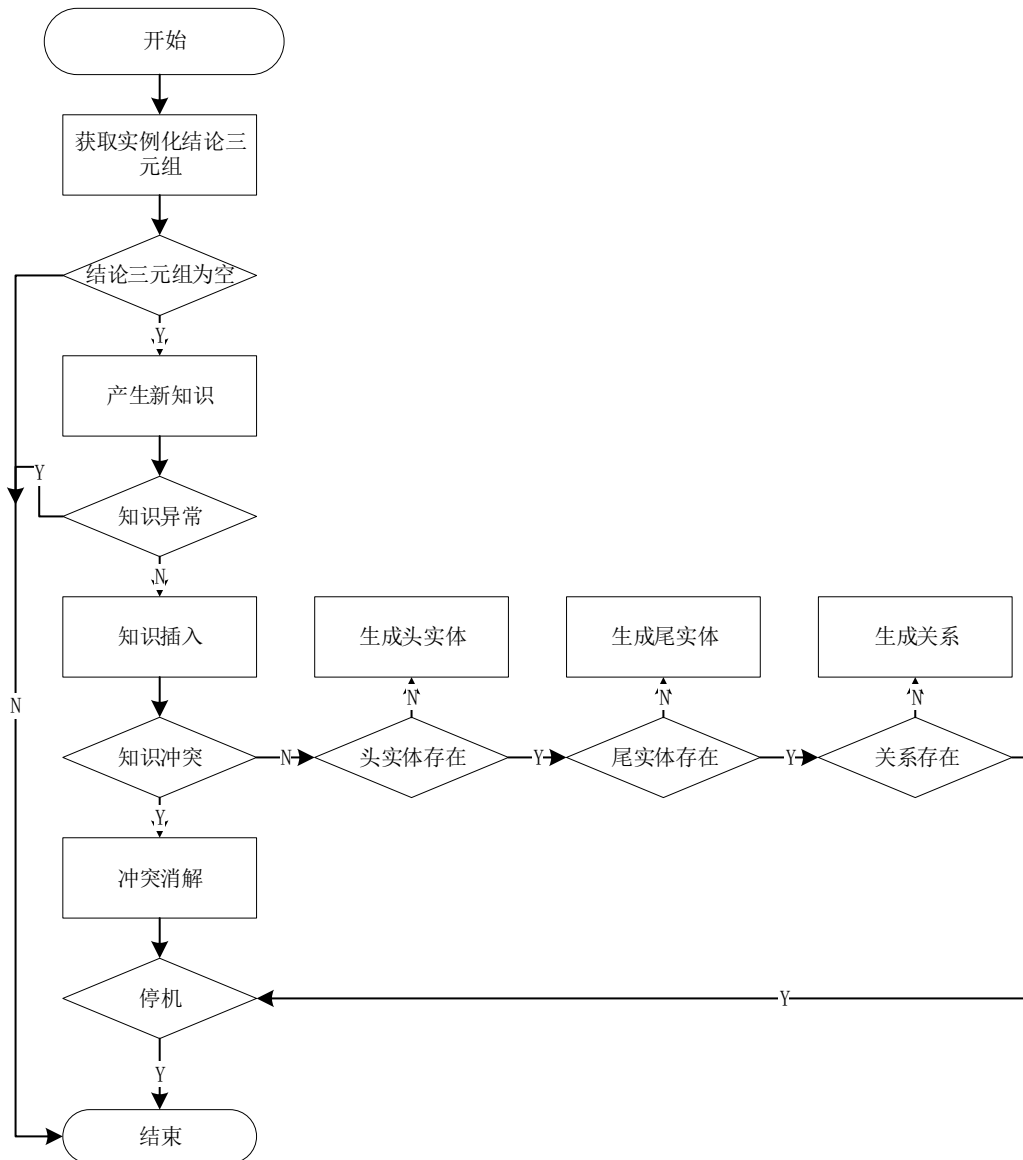 开始
获取实例化结论三
元组
结论三元组为空
Y
产生新知识
Y
知识异常
N
知识插入
生成头实体
生成尾实体
生成关系
N
N
N
N
知识冲突
N
头实体存在
Y
尾实体存在
Y
关系存在
Y
冲突消解
停机
Y
Y
结束